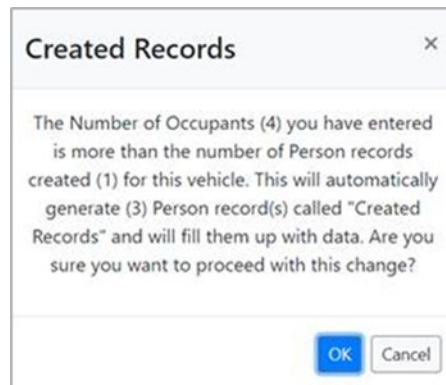 Created Records
×
The Number of Occupants (4) you have entered
is more than the number of Person records
created (1) for this vehicle. This will automatically
generate (3) Person record(s) called "Created
Records" and will fill them up with data. Are you
sure you want to proceed with this change?
OK
Cancel